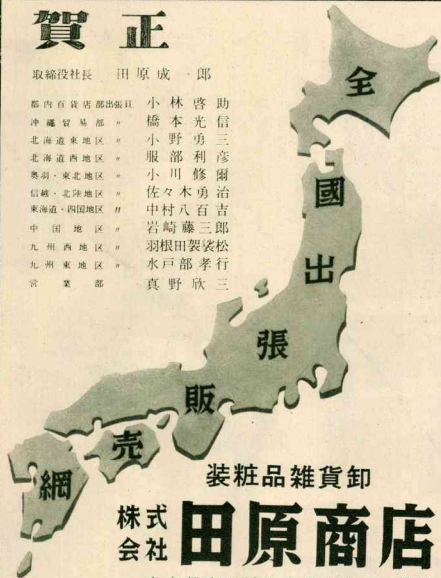 賀正
取締役社長 田原成一郎
都内百貨店部出張員 小林啓助
沖縄貿易部 〃 橋本光信
北海道東地区 〃 小野勇三
北海道西地区 〃 服部利彦
奥羽・東北地区 〃 小川修爾
信越・北陸地区 〃 佐々木勇治
東海道・四国地区 〃 中村八百吉
中国地区 〃 岩崎藤三郎
九州西地区 〃 羽根田袈裟松
九州東地区 〃 水戸部孝行
営業部 真野欣三
全國出張販売網
装粧品雑貨卸
株式会社 田原商店